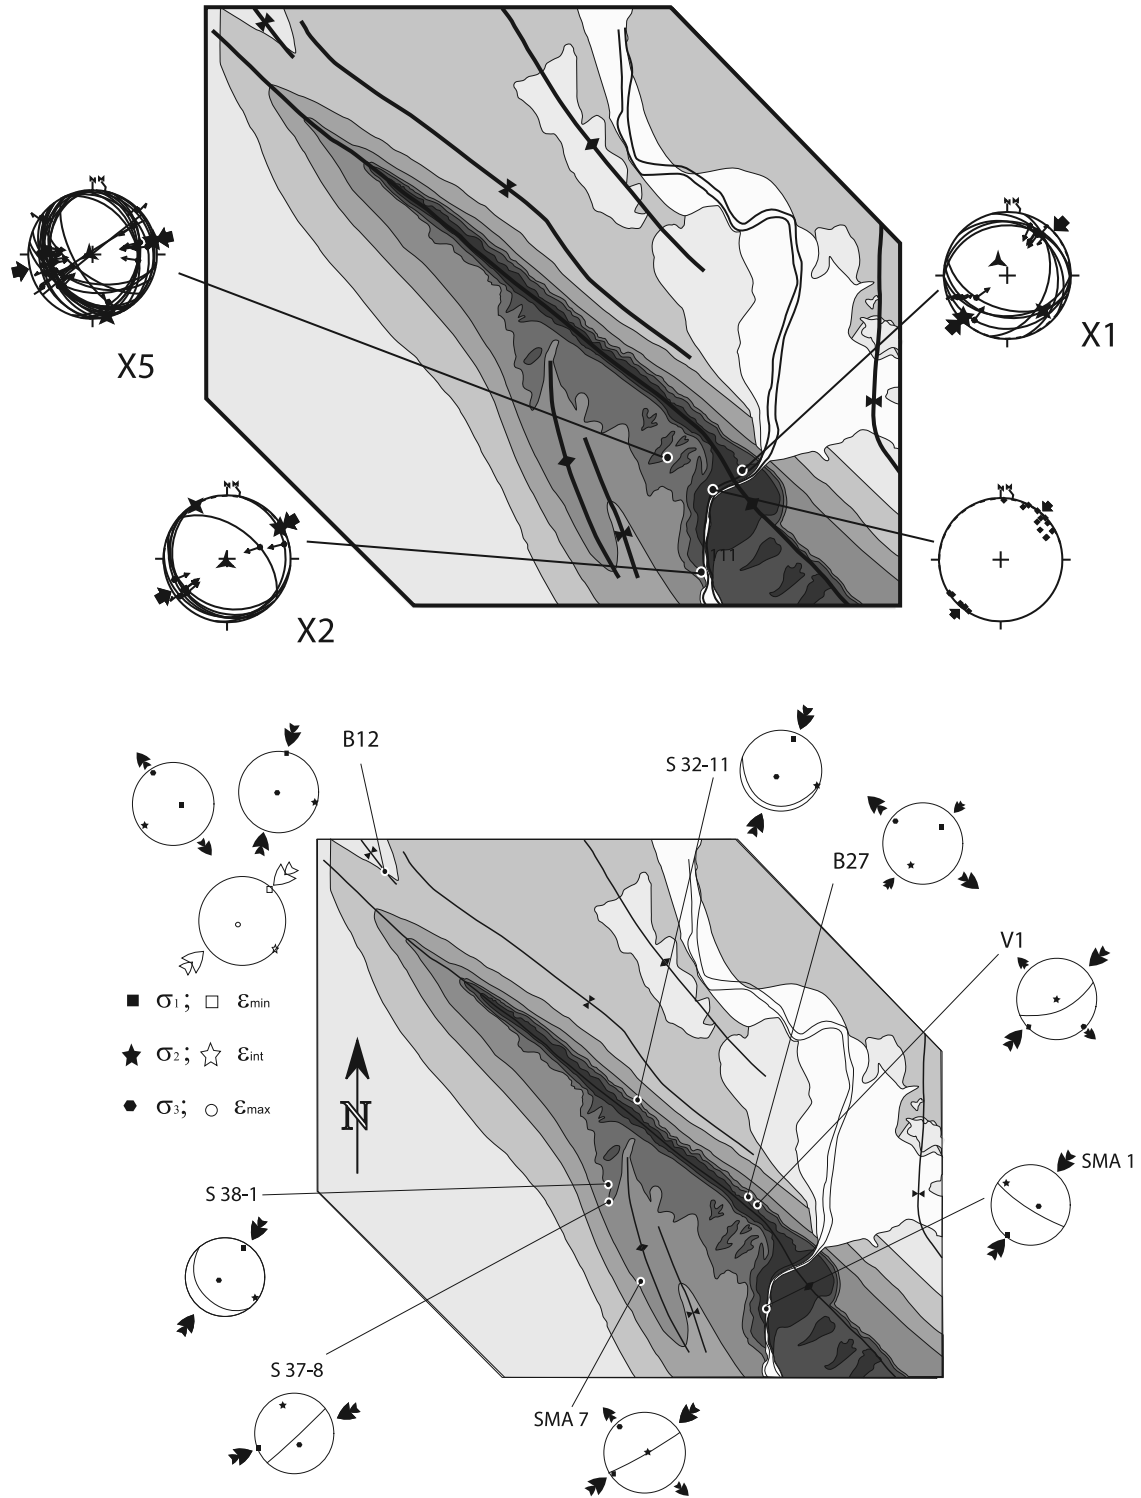 X5
X1
X2
B12
S 32-11
B27
V1
σ1; εmin
σ2; εint
σ3; εmax
N
SMA 1
S 38-1
S 37-8
SMA 7